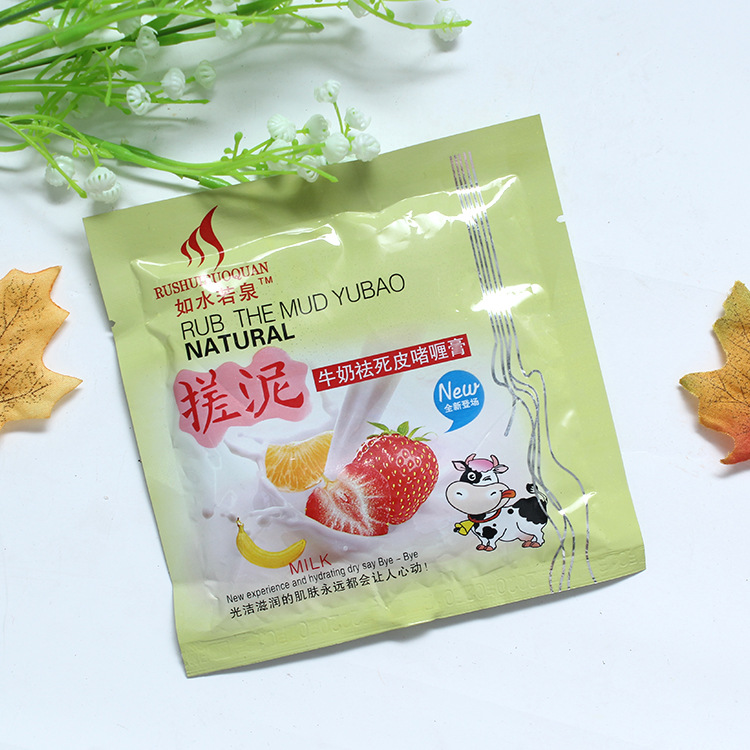 RUSHURUOQUAN
如水若泉™
RUB THE MUD YUBAO
NATURAL
搓泥
牛奶祛死皮啫喱膏
New
全新登场
MILK
New experience and hydrating dry say Bye - Bye
光洁滋润的肌肤永远都会让人心动!